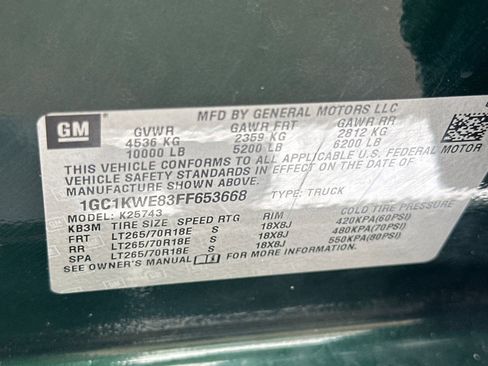 GM
MFD BY GENERAL MOTORS LLC
GVWR GAWR FRT GAWR RR
4536 KG 2359 KG 2812 KG
10000 LB 5200 LB 6200 LB
THIS VEHICLE CONFORMS TO ALL APPLICABLE U.S. FEDERAL MOTOR
VEHICLE SAFETY STANDARDS IN EFFECT ON THE DATE OF
MANUFACTURE SHOWN ABOVE.
1GC1KWE83FF653668 TYPE: TRUCK
MODEL: K25743
KB3M TIRE SIZE SPEED RTG RIM COLD TIRE PRESSURE
FRT LT265/70R18E S 18X8J 420KPA(60PSI)
RR LT265/70R18E S 18X8J 480KPA(70PSI)
SPA LT265/70R18E S 18X8J 550KPA(80PSI)
SEE OWNER'S MANUAL